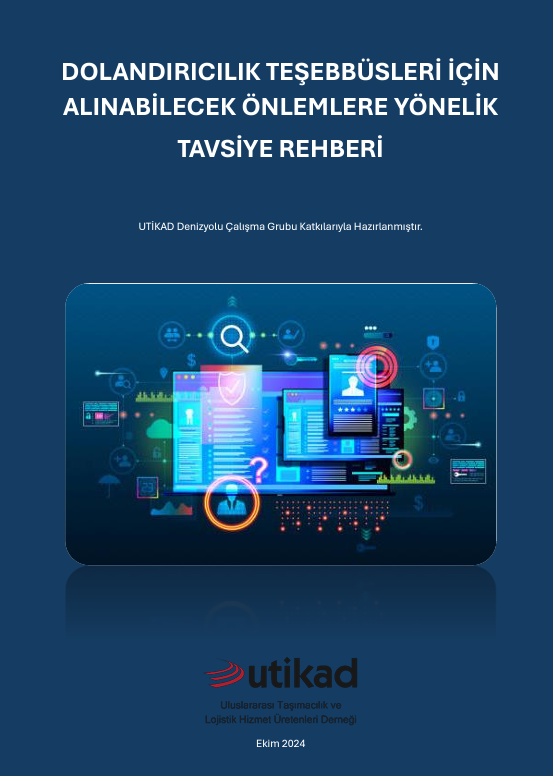 DOLANDIRICILIK TEŞEBBÜSLERİ İÇİN
ALINABİLECEK ÖNLEMLERE YÖNELİK
TAVSİYE REHBERİ
UTİKAD Denizyolu Çalışma Grubu Katkılarıyla Hazırlanmıştır.
?
$
$
utikad
Uluslararası Taşımacılık ve
Lojistik Hizmet Üretenleri Derneği
Ekim 2024